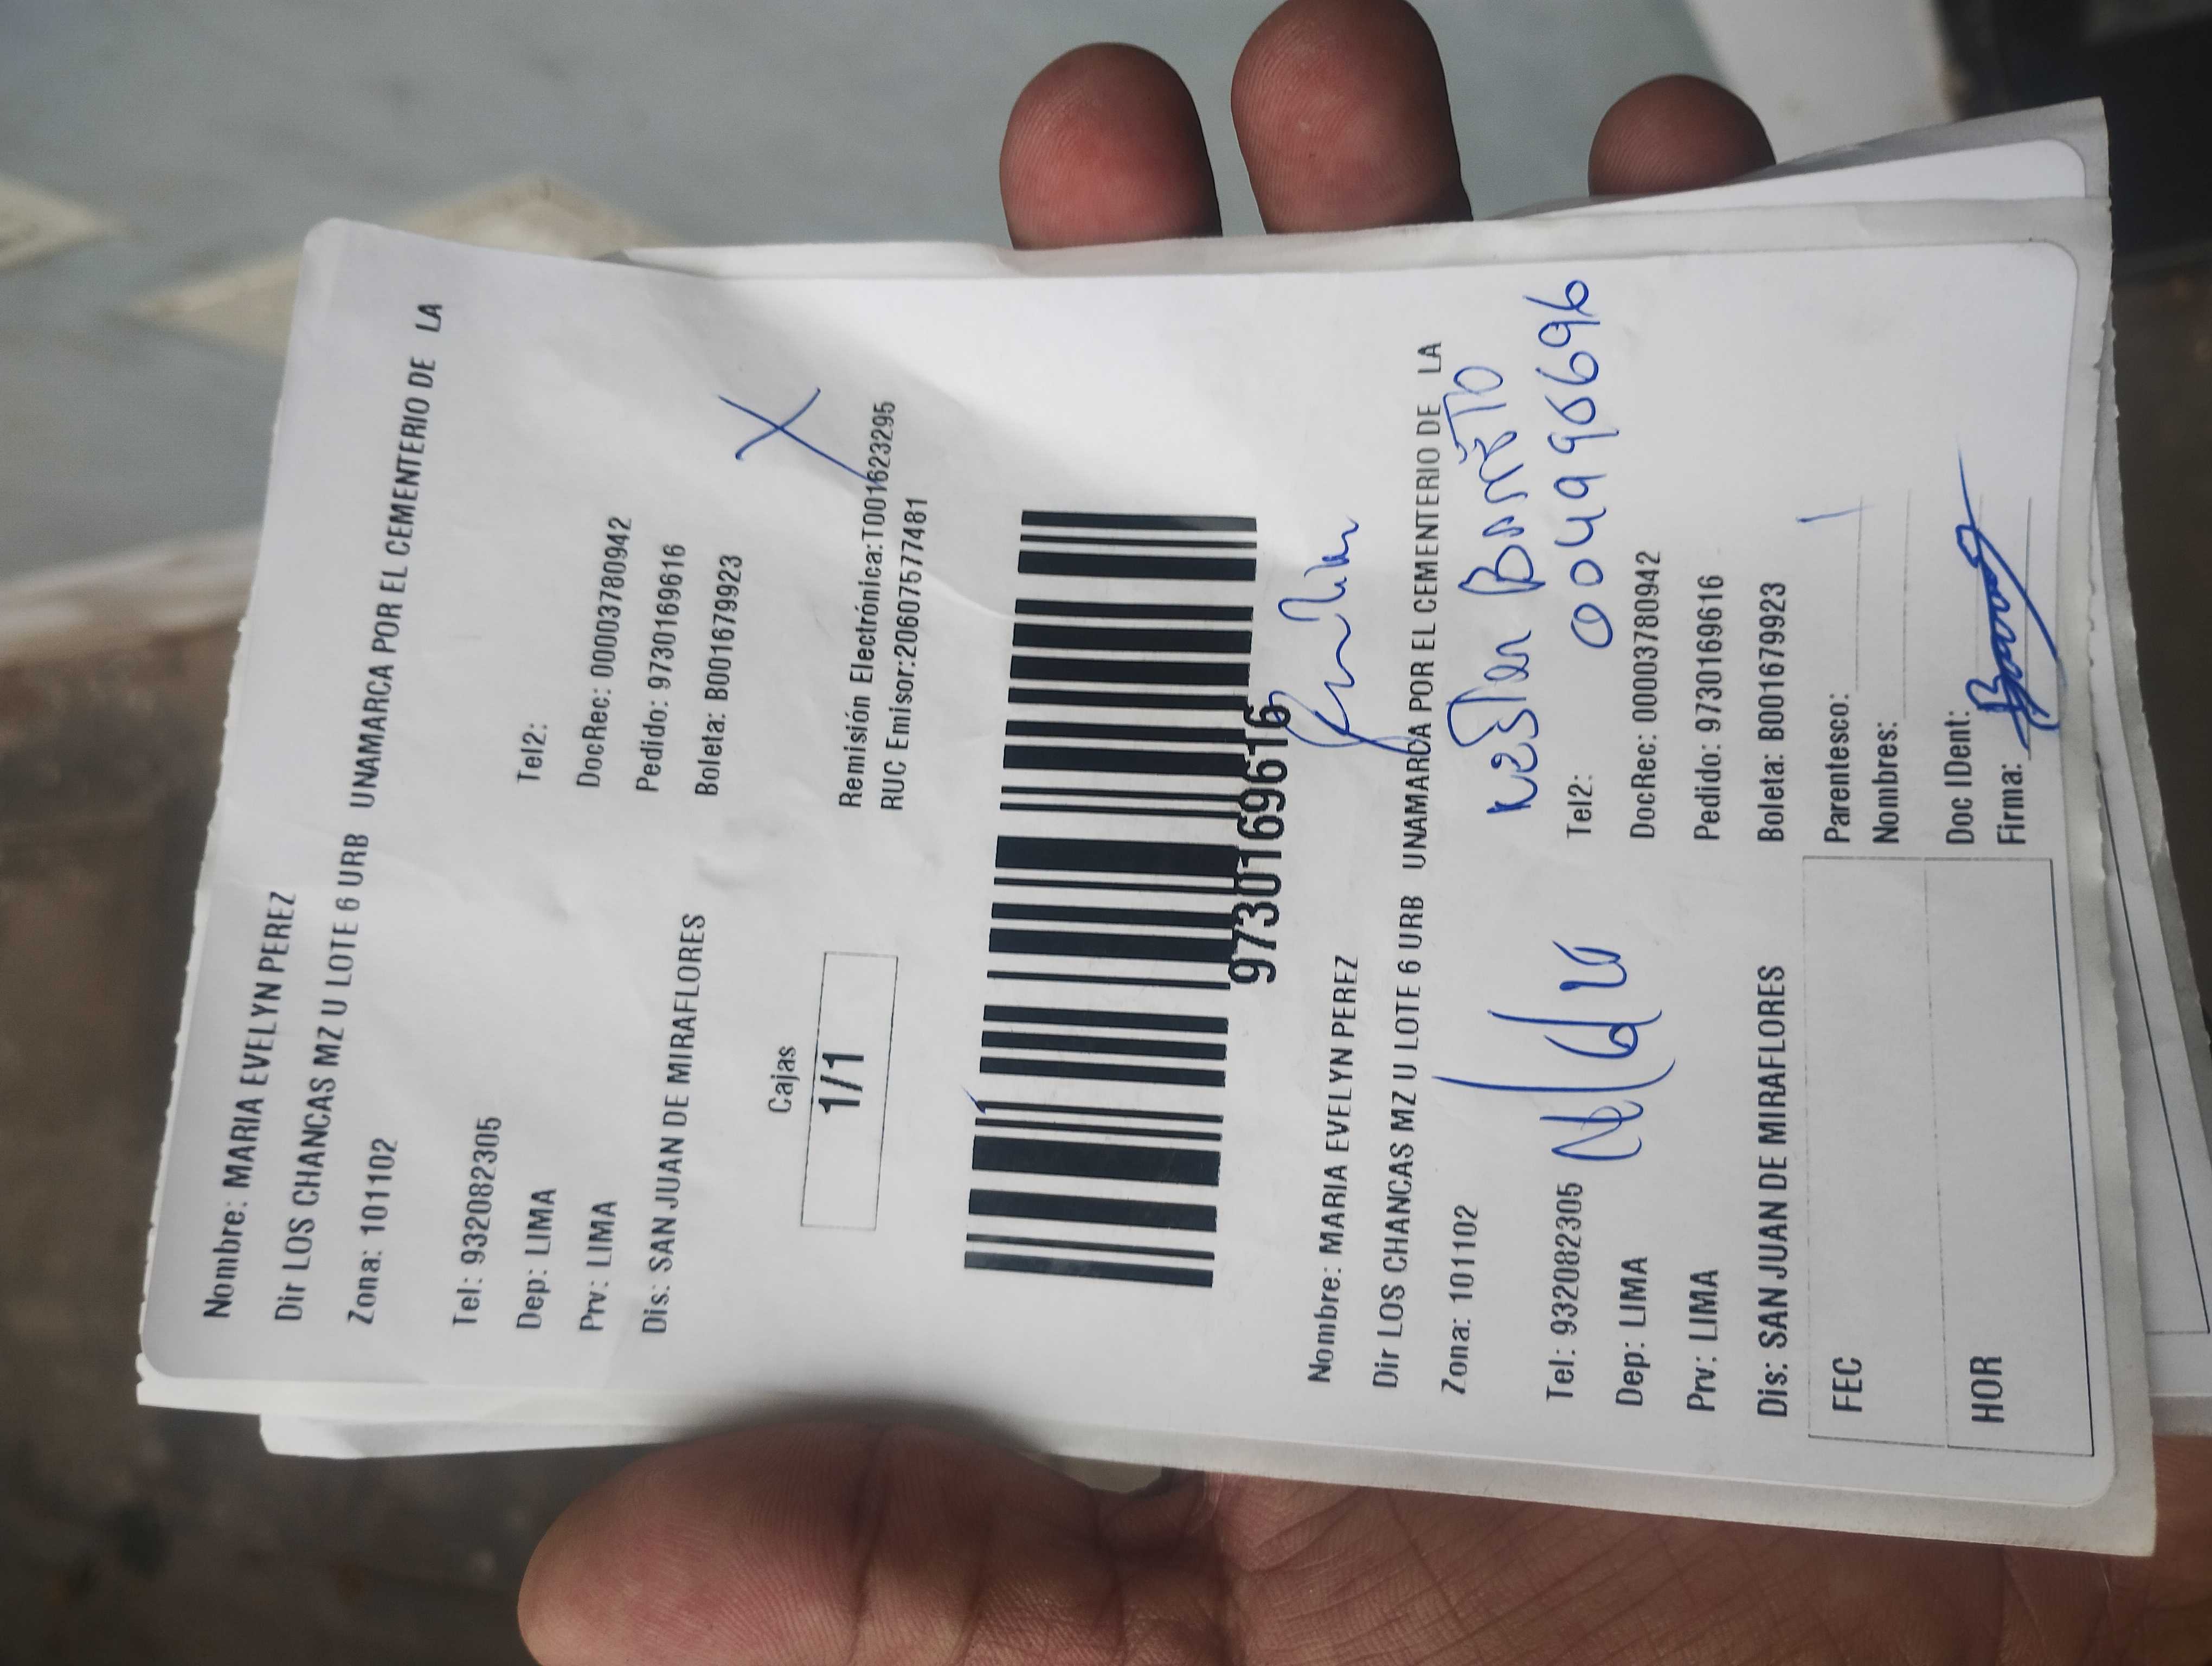 Nombre: MARIA EVELYN PEREZ
Dir LOS CHANCAS MZ U LOTE 6 URB UNAMARCA POR EL CEMENTERIO DE LA
Zona: 101102
Tel: 932082305
Tel2:
Dep: LIMA
DocRec: 00003780942
Prv: LIMA
Pedido: 97301696​16
Dis: SAN JUAN DE MIRAFLORES
Boleta: B001679923
Cajas
1/1
Remisión Electrónica:T001623295
RUC Emisor:20607577481
9730169616
Nombre: MARIA EVELYN PEREZ
Dir LOS CHANCAS MZ U LOTE 6 URB UNAMARCA POR EL CEMENTERIO DE LA
Zona: 101102
004996696
Tel: 932082305
Tel2:
Dep: LIMA
DocRec: 00003780942
Prv: LIMA
Pedido: 9730169616
Dis: SAN JUAN DE MIRAFLORES
Boleta: B001679923
FEC
Parentesco:
Nombres:
HOR
Doc IDent:
Firma: